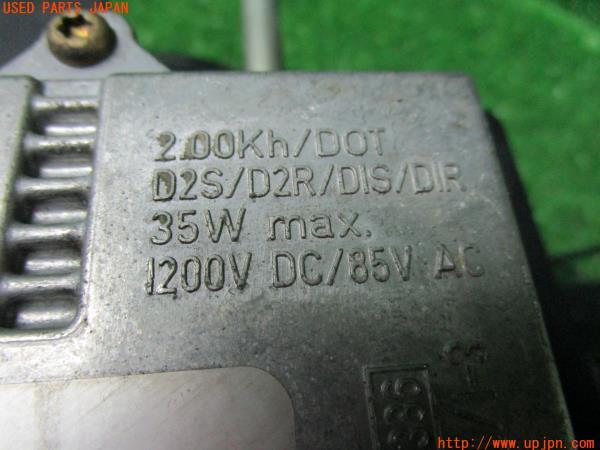 USED PARTS JAPAN
2.00Kh/DOT
D2S/D2R/DIS/DIR
35W max.
1200V DC/85V AC
386
http://www.upjpn.com/